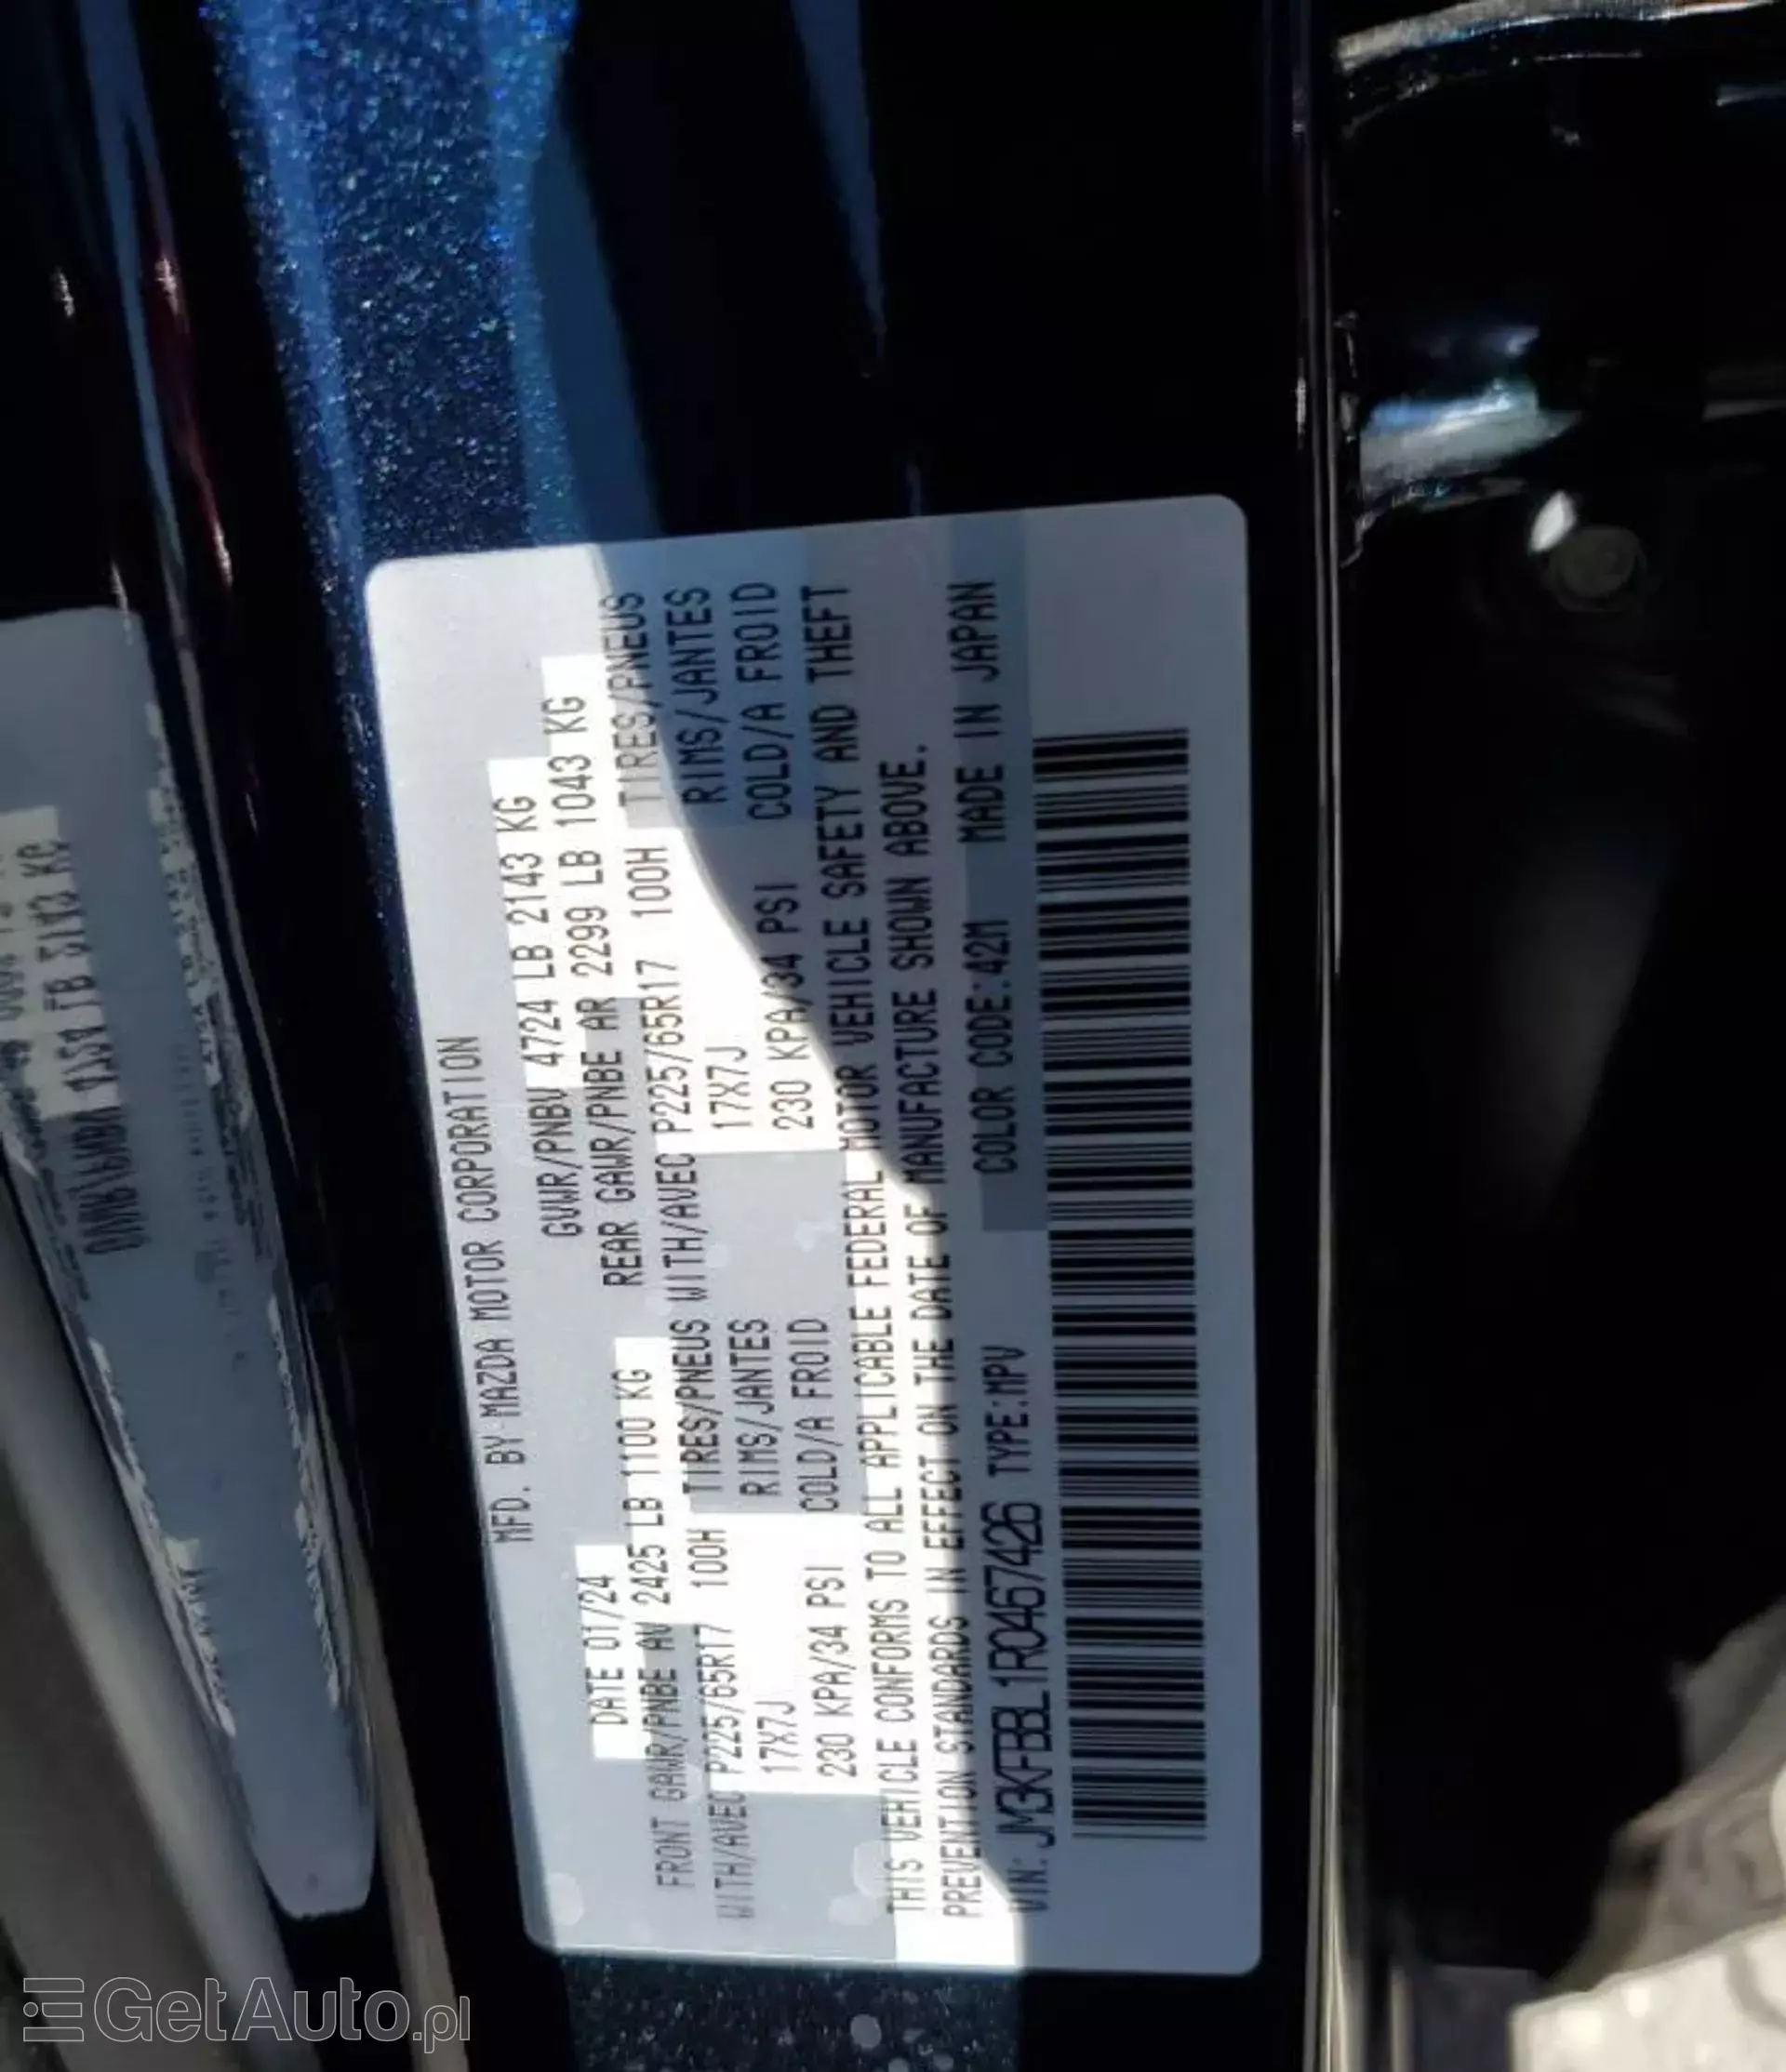 MFD. BY MAZDA MOTOR CORPORATION
DATE 01/24 GVWR/PNBV 4724 LB 2143 KG
FRONT GAWR/PNBE AV 2425 LB 1100 KG REAR GAWR/PNBE AR 2299 LB 1043 KG
WITH/AVEC P225/65R17 100H TIRES/PNEUS WITH/AVEC P225/65R17 100H TIRES/PNEUS
17X7J RIMS/JANTES 17X7J RIMS/JANTES
230 KPA/34 PSI COLD/A FROID 230 KPA/34 PSI COLD/A FROID
THIS VEHICLE CONFORMS TO ALL APPLICABLE FEDERAL MOTOR VEHICLE SAFETY AND THEFT
PREVENTION STANDARDS IN EFFECT ON THE DATE OF MANUFACTURE SHOWN ABOVE.
VIN: JM3KFBBL1R0467426 TYPE:MPV COLOR CODE:42M MADE IN JAPAN
GetAuto.pl